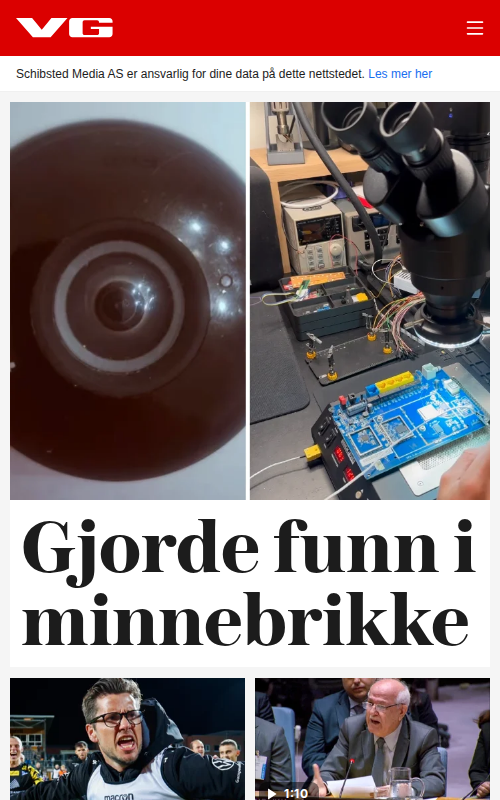 VG
Schibsted Media AS er ansvarlig for dine data på dette nettstedet. Les mer her
Gjorde funn i
minnebrikke
macron
1:10